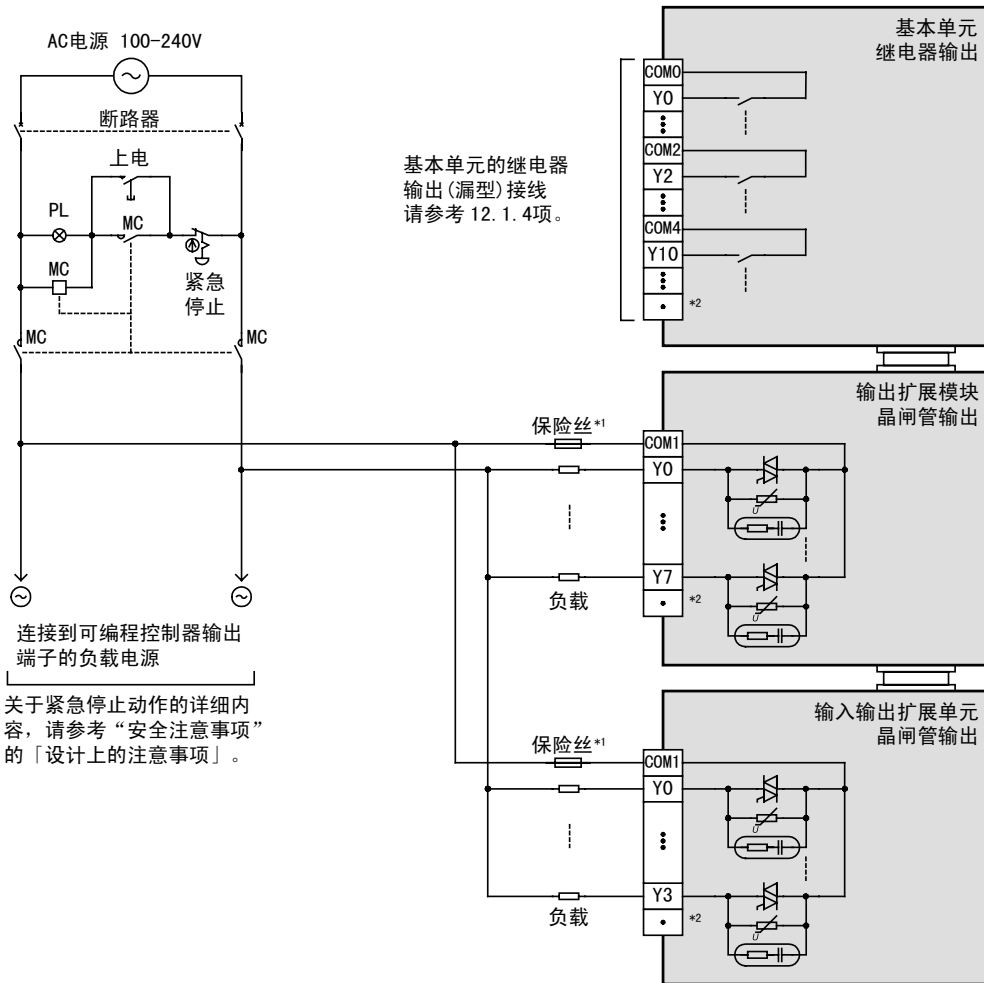 AC电源 100-240V
断路器
上电
PL
MC
MC
紧急
停止
MC
MC
连接到可编程控制器输出
端子的负载电源
关于紧急停止动作的详细内
容，请参考“安全注意事项”
的「设计上的注意事项」。
基本单元的继电器
输出(漏型)接线
请参考 12.1.4项。
基本单元
继电器输出
COM0
Y0
COM2
Y2
COM4
Y10
*2
输出扩展模块
晶闸管输出
保险丝*1
COM1
Y0
U
Y7
负载
*2
U
输入输出扩展单元
晶闸管输出
保险丝*1
COM1
Y0
U
Y3
负载
*2
U